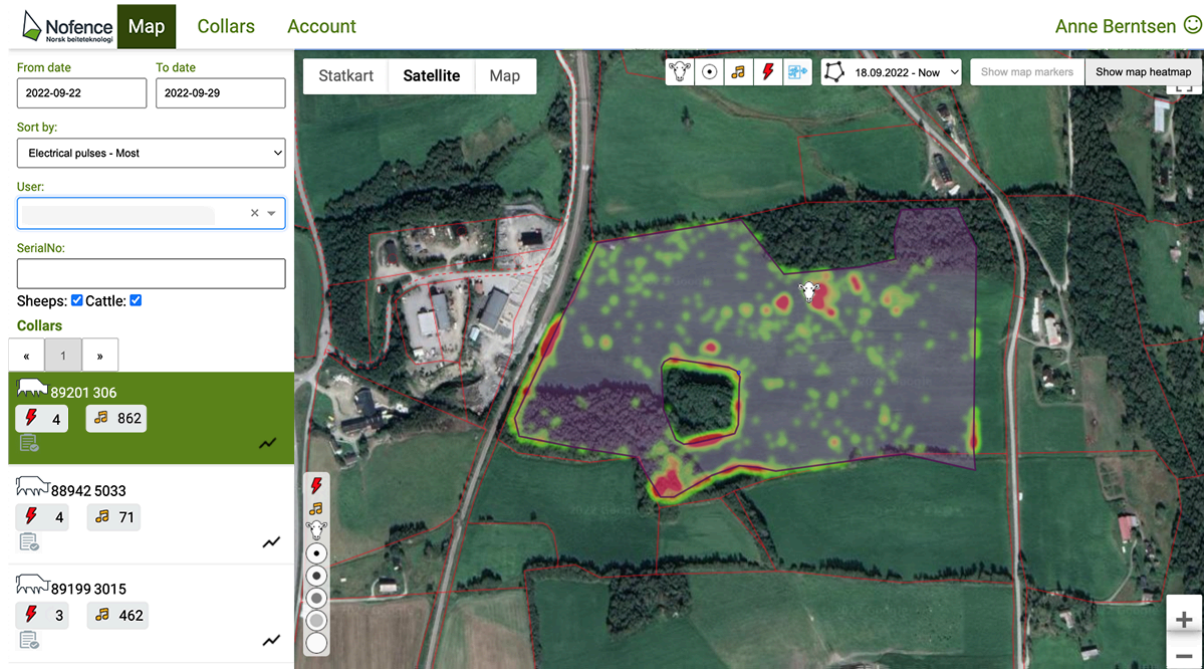 Nofence
Norsk beiteteknologi
Map
Collars
Account
Anne Berntsen
From date
To date
2022-09-22
2022-09-29
Sort by:
Electrical pulses - Most
User:
SerialNo:
Sheeps:
Cattle:
Collars
«
1
»
89201 306
4
862
88942 5033
4
71
89199 3015
3
462
Statkart
Satellite
Map
18.09.2022 - Now
Show map markers
Show map heatmap
+
−